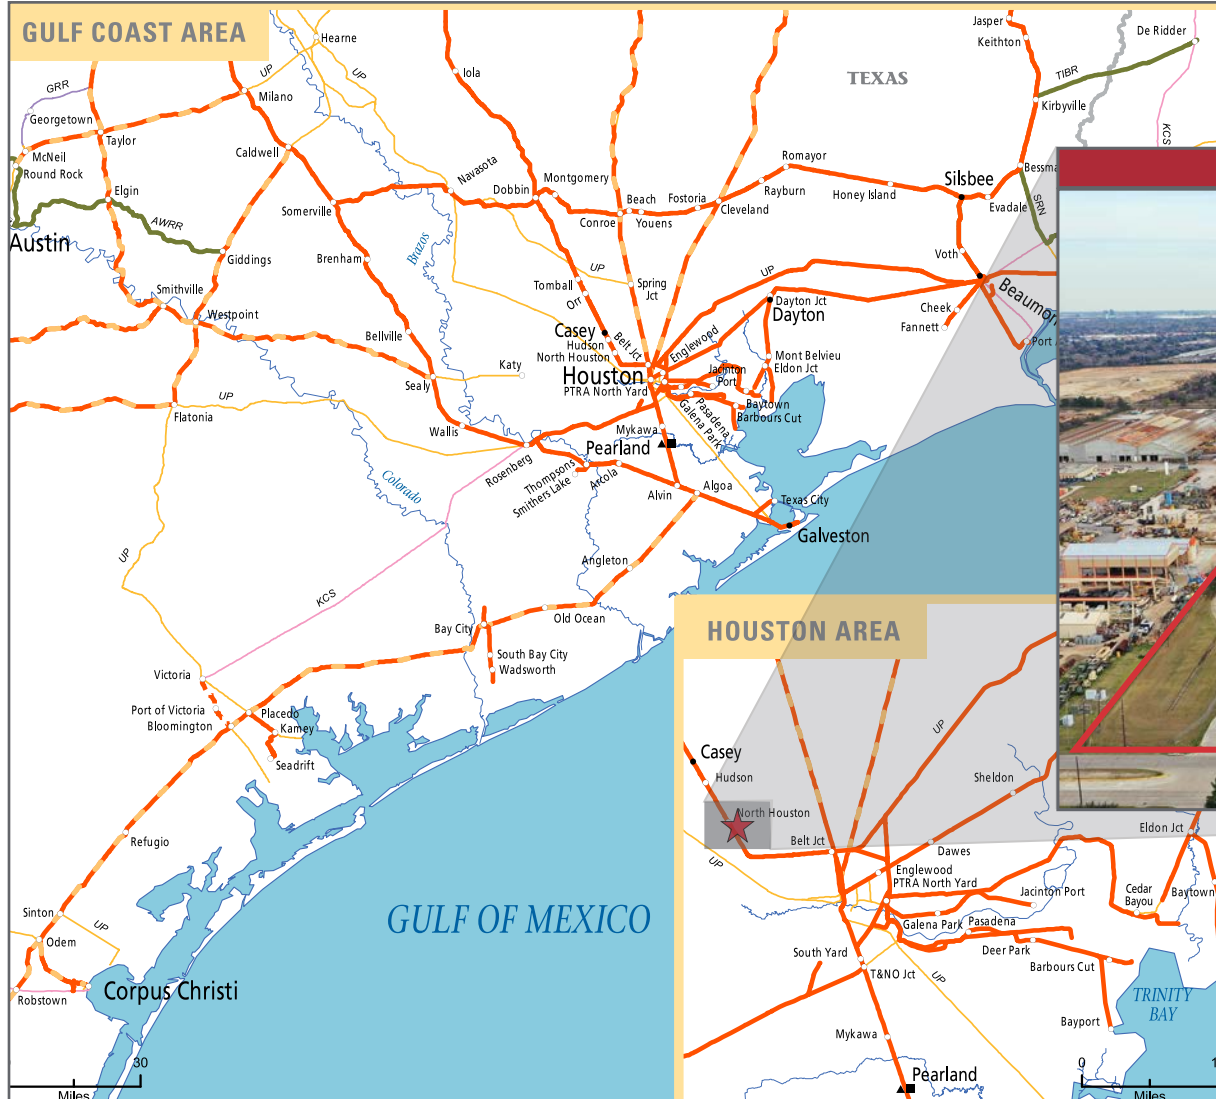 GULF COAST AREA
Hearne
Jasper
Keithton
De Ridder
UP
UP
Iola
TEXAS
TIBR
GRR
Milano
Kirbyville
Georgetown
KCS
Taylor
McNeil
Round Rock
Caldwell
Navasota
Romayor
Montgomery
Dobbin
Rayburn
Silsbee
Honey Island
Elgin
Beach
Fostoria
Evadale
SRN
Somerville
Conroe
Youens
Cleveland
AWRR
Austin
Brazos
Giddings
Brenham
Voth
UP
UP
Tomball
Spring
Jct
Smithville
Orr
Dayton Jct
Dayton
Cheek
Fannett
Westpoint
Casey
Hudson
North Houston
Belt Jct
Englewood
Bellville
Mont Belvieu
Eldon Jct
Katy
Houston
Jacinton
Port
Sealy
PTRA North Yard
UP
Baytown
Barbours Cut
Flatonia
Pasadena
Galena Park
Wallis
Mykawa
Pearland
Rosenberg
Thompsons
Smithers Lake
Arcola
Colorado
Alvin
Algoa
Texas City
Galveston
UP
Angleton
KCS
Old Ocean
Bay City
South Bay City
Wadsworth
Victoria
Port of Victoria
Bloomington
Placedo
Kamey
Seadrift
Refugio
Sinton
UP
Odem
Corpus Christi
Robstown
GULF OF MEXICO
30
Miles
HOUSTON AREA
UP
Casey
Hudson
Sheldon
North Houston
Belt Jct
Eldon Jct
UP
Dawes
Englewood
PTRA North Yard
Jacinton Port
Cedar
Bayou
Baytown
Galena Park
Pasadena
South Yard
Deer Park
Barbours Cut
T&NO Jct
UP
TRINITY
BAY
Bayport
Mykawa
Pearland
0
Miles